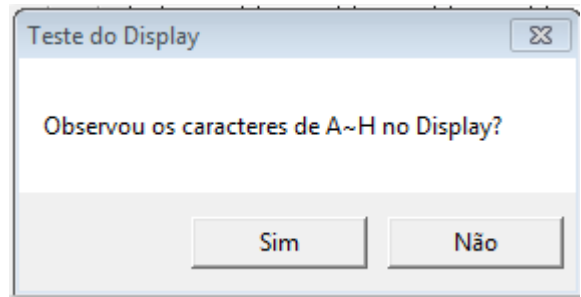 Teste do Display
Observou os caracteres de A~H no Display?
Sim
Não